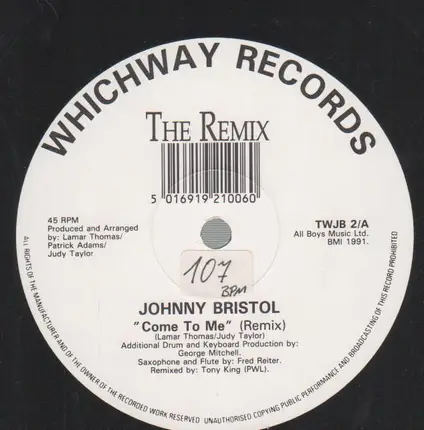 WHICHWAY RECORDS
THE REMIX
5 016919 210060
45 RPM
Produced and Arranged
by: Lamar Thomas/
Patrick Adams/
Judy Taylor
TWJB 2/A
All Boys Music Ltd.
BMI 1991.
107
BPM
JOHNNY BRISTOL
"Come To Me" (Remix)
(Lamar Thomas/Judy Taylor)
Additional Drum and Keyboard Production by:
George Mitchell.
Saxophone and Flute by: Fred Reiter.
Remixed by: Tony King (PWL).
ALL RIGHTS OF THE MANUFACTURER AND OF THE OWNER OF THE RECORDED WORK RESERVED UNAUTHORISED COPYING PUBLIC PERFORMANCE AND BROADCASTING OF THIS RECORD PROHIBITED